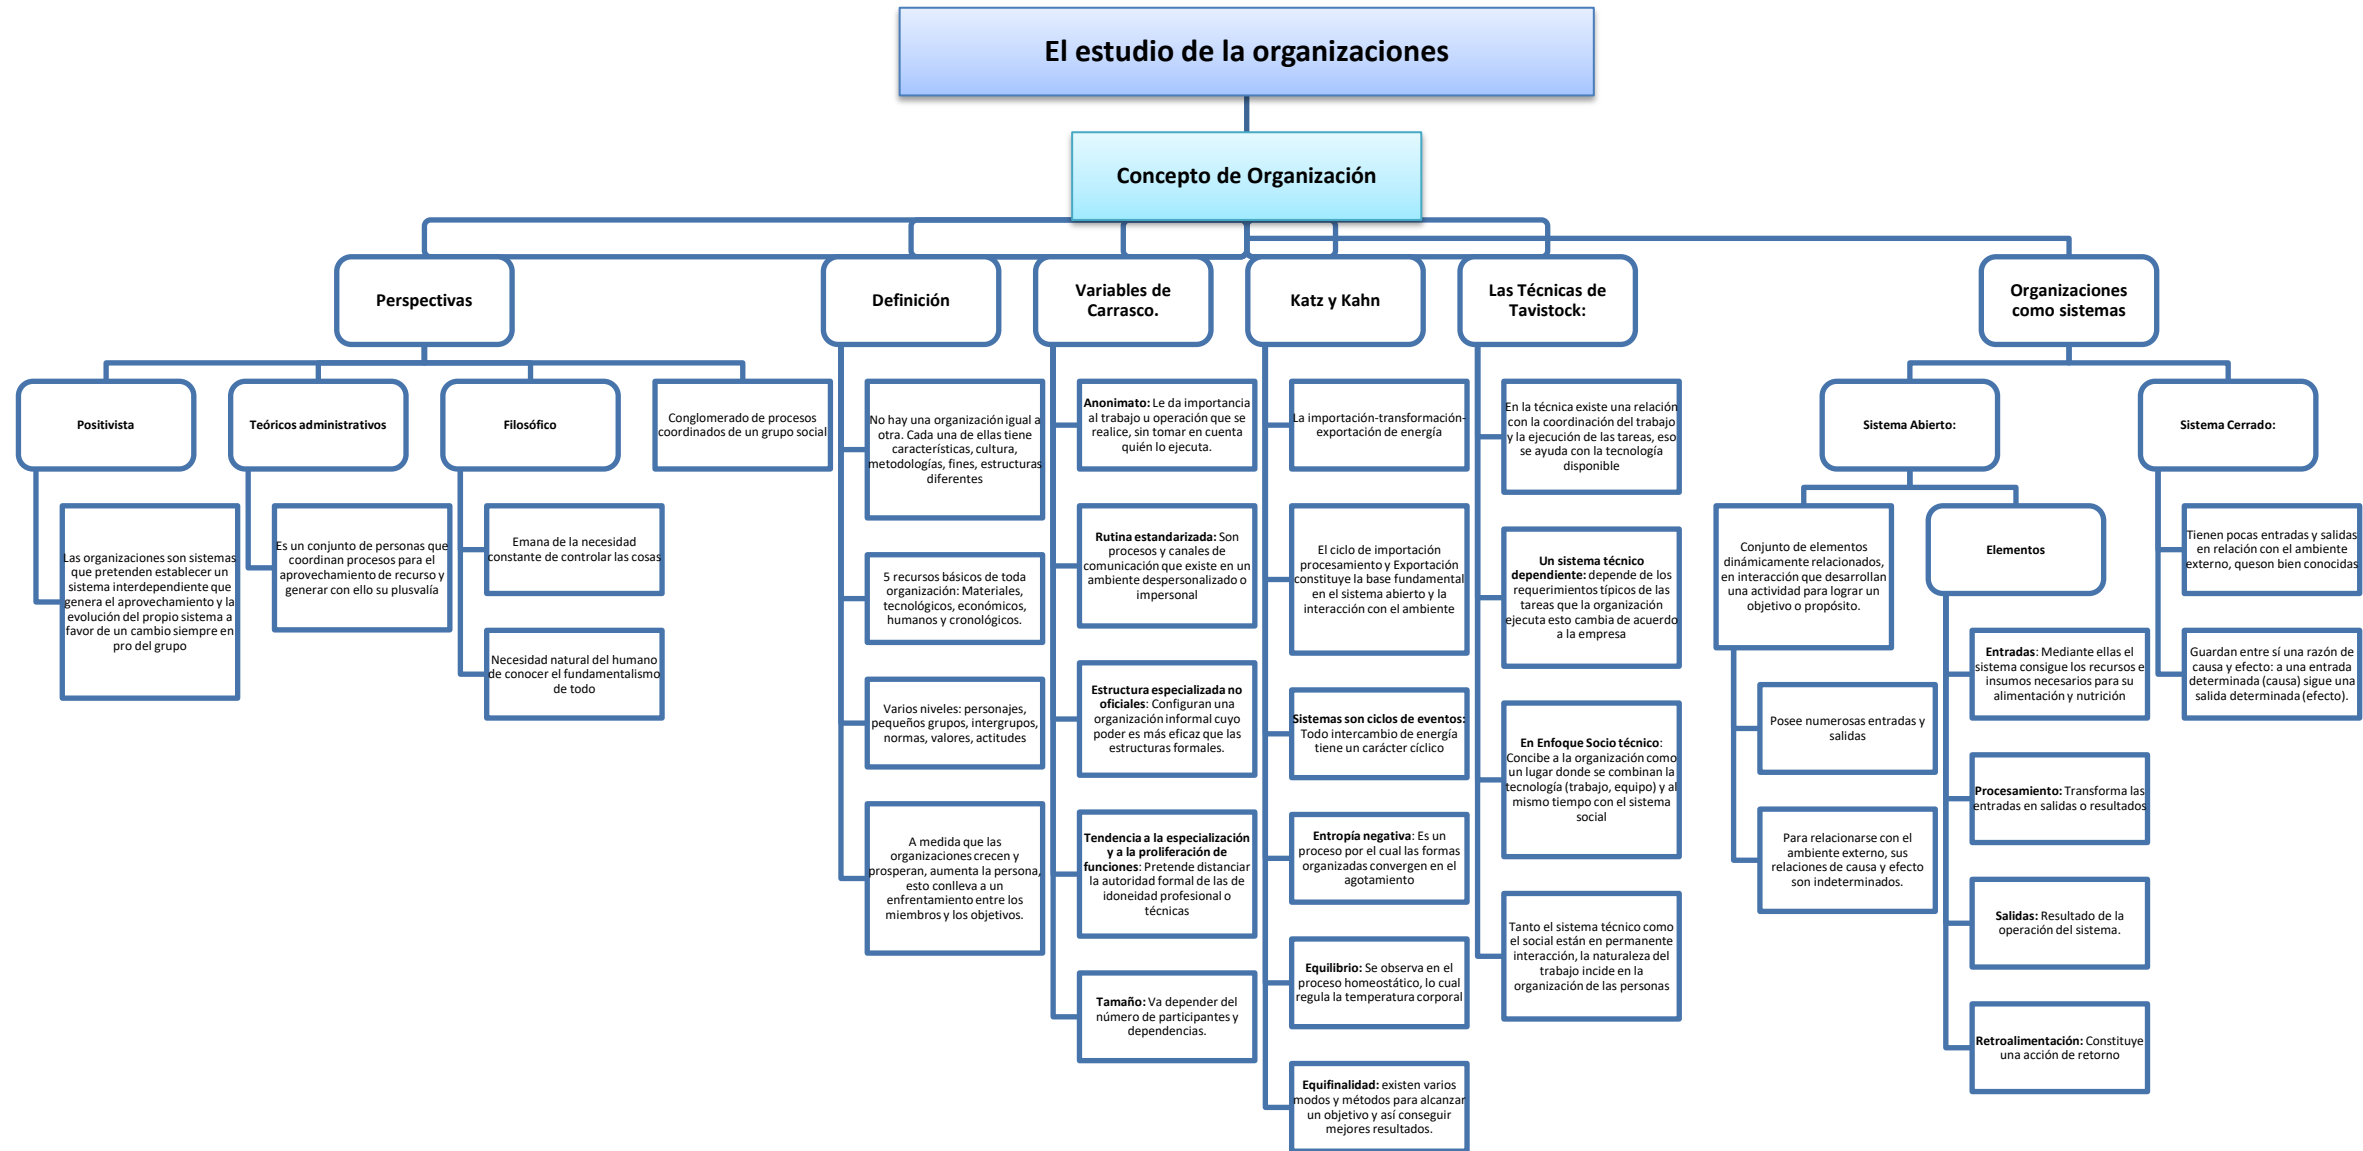 El estudio de la organizaciones
Concepto de Organización
Perspectivas
Positivista
Las organizaciones son sistemas
que pretenden establecer un
sistema interdependiente que
genera el aprovechamiento y la
evolución del propio sistema a
favor de un cambio siempre en
pro del grupo
Teóricos administrativos
Es un conjunto de personas que
coordinan procesos para el
aprovechamiento de recurso y
generar con ello su plusvalía
Filosófico
Emana de la necesidad
constante de controlar las cosas
Necesidad natural del humano
de conocer el fundamentalismo
de todo
Conglomerado de procesos
coordinados de un grupo social
Definición
No hay una organización igual a
otra. Cada una de ellas tiene
características, cultura,
metodologías, fines, estructuras
diferentes
5 recursos básicos de toda
organización: Materiales,
tecnológicos, económicos,
humanos y cronológicos.
Varios niveles: personajes,
pequeños grupos, intergrupos,
normas, valores, actitudes
A medida que las
organizaciones crecen y
prosperan, aumenta la persona,
esto conlleva a un
enfrentamiento entre los
miembros y los objetivos.
Variables de
Carrasco.
Anonimato: Le da importancia
al trabajo u operación que se
realice, sin tomar en cuenta
quién lo ejecuta.
Rutina estandarizada: Son
procesos y canales de
comunicación que existe en un
ambiente despersonalizado o
impersonal
Estructura especializada no
oficiales: Configuran una
organización informal cuyo
poder es más eficaz que las
estructuras formales.
Tendencia a la especialización
y a la proliferación de
funciones: Pretende distanciar
la autoridad formal de las de
idoneidad profesional o
técnicas
Tamaño: Va depender del
número de participantes y
dependencias.
Katz y Kahn
La importación-transformación-
exportación de energía
El ciclo de importación
procesamiento y Exportación
constituye la base fundamental
en el sistema abierto y la
interacción con el ambiente
Sistemas son ciclos de eventos:
Todo intercambio de energía
tiene un carácter cíclico
Entropía negativa: Es un
proceso por el cual las formas
organizadas convergen en el
agotamiento
Equilibrio: Se observa en el
proceso homeostático, lo cual
regula la temperatura corporal
Equifinalidad: existen varios
modos y métodos para alcanzar
un objetivo y así conseguir
mejores resultados.
Las Técnicas de
Tavistock:
En la técnica existe una relación
con la coordinación del trabajo
y la ejecución de las tareas, eso
se ayuda con la tecnología
disponible
Un sistema técnico
dependiente: depende de los
requerimientos típicos de las
tareas que la organización
ejecuta esto cambia de acuerdo
a la empresa
En Enfoque Socio técnico:
Concibe a la organización como
un lugar donde se combinan la
tecnología (trabajo, equipo) y al
mismo tiempo con el sistema
social
Tanto el sistema técnico como
el social están en permanente
interacción, la naturaleza del
trabajo incide en la
organización de las personas
Organizaciones
como sistemas
Sistema Abierto:
Conjunto de elementos
dinámicamente relacionados,
en interacción que desarrollan
una actividad para lograr un
objetivo o propósito.
Posee numerosas entradas y
salidas
Para relacionarse con el
ambiente externo, sus
relaciones de causa y efecto
son indeterminados.
Elementos
Entradas: Mediante ellas el
sistema consigue los recursos e
insumos necesarios para su
alimentación y nutrición
Procesamiento: Transforma las
entradas en salidas o resultados
Salidas: Resultado de la
operación del sistema.
Retroalimentación: Constituye
una acción de retorno
Sistema Cerrado:
Tienen pocas entradas y salidas
en relación con el ambiente
externo, queson bien conocidas
Guardan entre sí una razón de
causa y efecto: a una entrada
determinada (causa) sigue una
salida determinada (efecto).